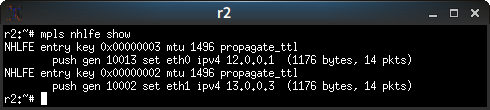 r2
r2:~# mpls nhlfe show
NHLFE entry key 0x00000003 mtu 1496 propagate_ttl
push gen 10013 set eth0 ipv4 12.0.0.1 (1176 bytes, 14 pkts)
NHLFE entry key 0x00000002 mtu 1496 propagate_ttl
push gen 10002 set eth1 ipv4 13.0.0.3 (1176 bytes, 14 pkts)
r2:~#